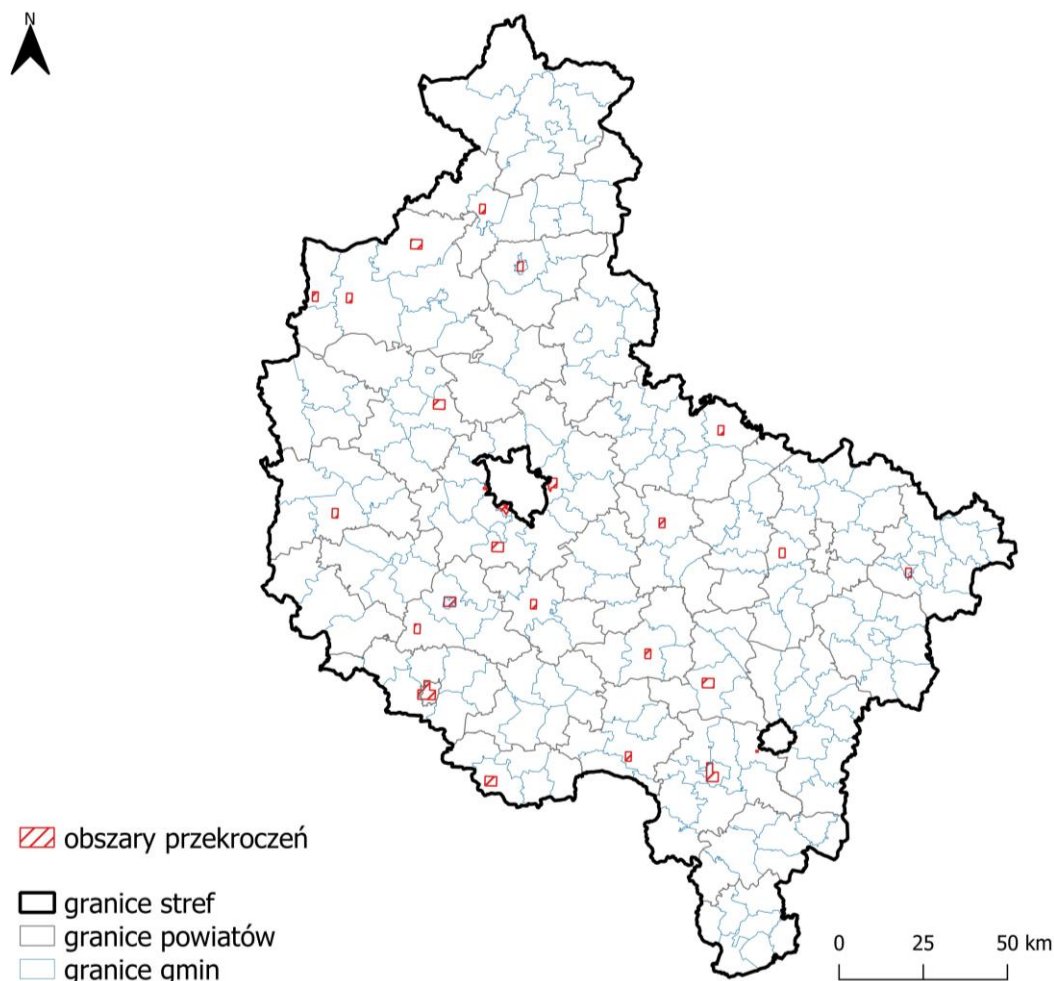 N
obszary przekroczeń
granice stref
granice powiatów
granice gmin
0 25 50 km